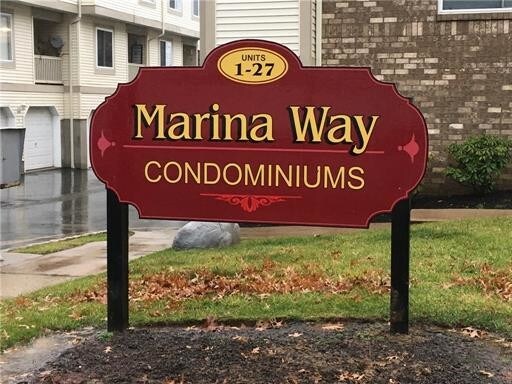 UNITS
1-27
Marina Way
CONDOMINIUMS